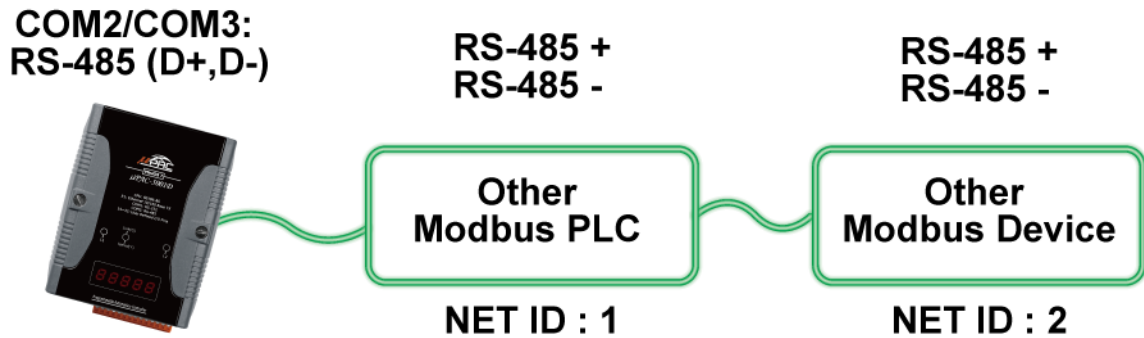 COM2/COM3:
RS-485 (D+,D-)
RS-485 +
RS-485 -
RS-485 +
RS-485 -
μPAC
Other
Modbus PLC
Other
Modbus Device
NET ID : 1
NET ID : 2